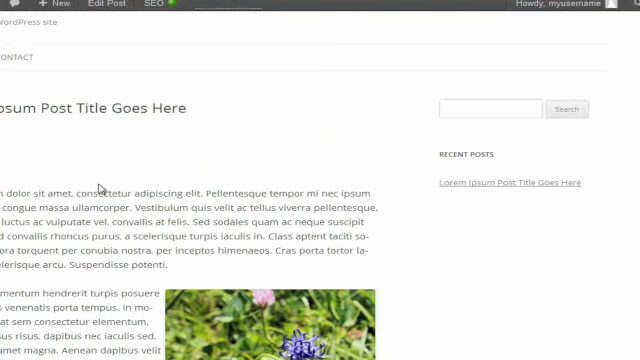 New Edit Post SEO Howdy, myusername
WordPress site
CONTACT
psum Post Title Goes Here
Search
RECENT POSTS
Lorem Ipsum Post Title Goes Here
m dolor sit amet, consectetur adipiscing elit. Pellentesque tempor mi nec ipsum
congue massa ullamcorper. Vestibulum quis velit ac tellus viverra pellentesque.
luctus ac vulputate vel, convallis at felis. Sed sodales quam ac neque suscipit
d convallis rhoncus purus, a scelerisque turpis iaculis in. Class aptent taciti so-
ora torquent per conubia nostra, per inceptos himenaeos. Cras porta tortor la-
elerisque arcu. Suspendisse potenti.
mentum hendrerit turpis posuere
s venenatis porta tempus. In mo-
at sem consectetur elementum.
sus risus, dapibus nec iaculis sed,
amet magna. Aenean dapibus velit